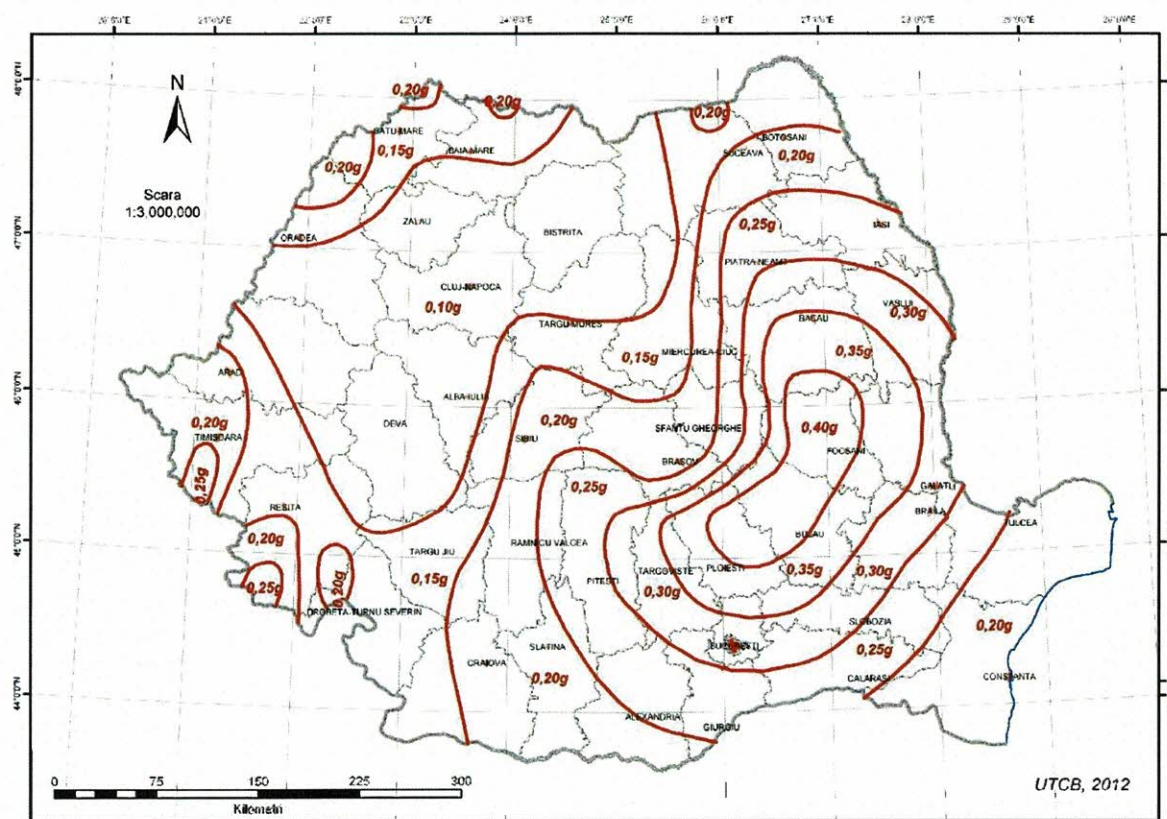 N
Scara
1:3,000,000
0,20g
0,20g
0,20g
BAIA MARE
0,15g
0,20g
BOTOSANI
SUCEAVA
0,20g
ORADEA
ZALAU
BISTRITA
0,25g
IASI
PIATRA-NEAMT
CLUJ-NAPOCA
0,10g
VASLUI
0,30g
TARGU-MURES
BACAU
0,15g
MIERCUREA-CIUC
0,35g
ARAD
ALBA-IULIA
0,20g
TIMISOARA
DEVA
0,20g
SIBIU
SFANTU GHEORGHE
0,40g
FOCSANI
BRASOV
0,25g
0,25g
GALATI
BRAILA
RESITA
0,20g
TARGU JIU
RAMNICU VALCEA
BUZAU
0,25g
0,20g
0,15g
PITESTI
TARGOVISTE
PLOIESTI
0,35g
0,30g
0,30g
DROBETA-TURNU SEVERIN
SLOBOZIA
0,20g
SLATINA
BUCURESTI
0,25g
CRAIOVA
0,20g
CALARASI
CONSTANTA
ALEXANDRIA
GIURGIU
0 75 150 225 300
Kilometri
UTCB, 2012